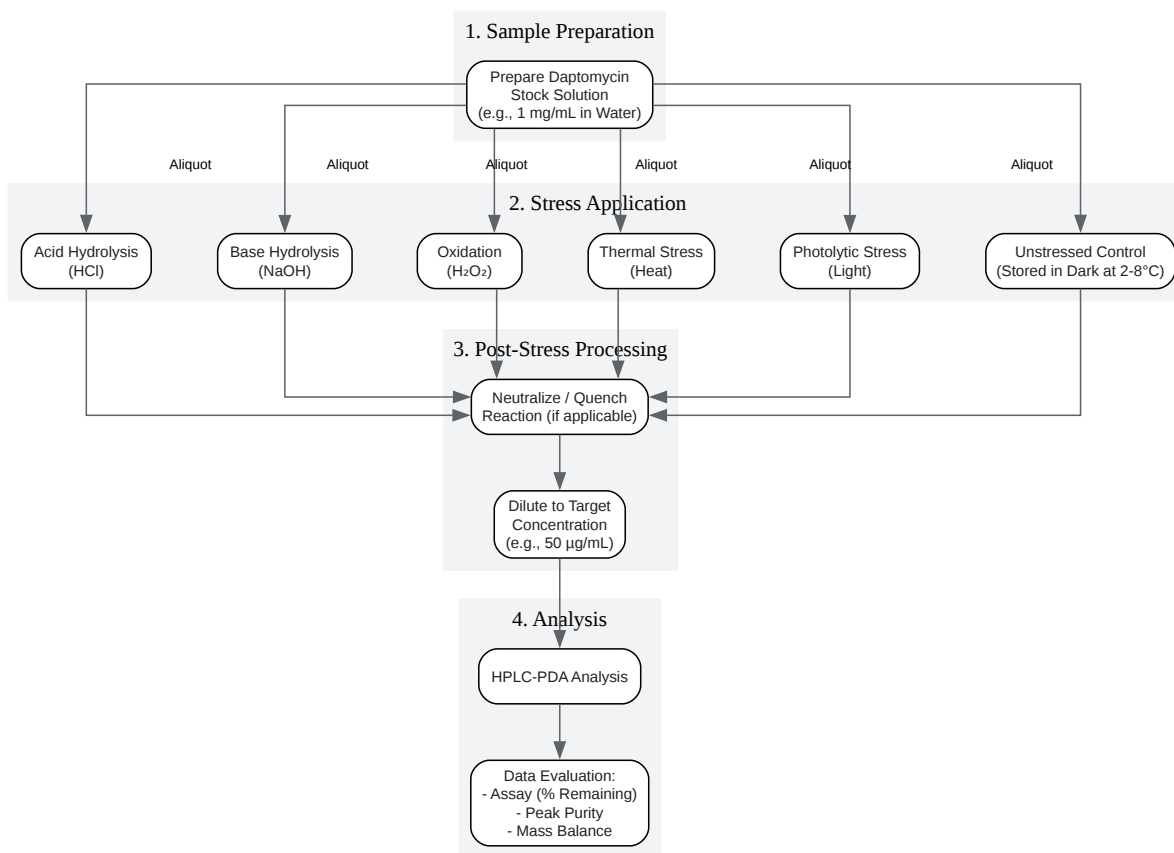 1. Sample Preparation
Prepare Daptomycin
Stock Solution
(e.g., 1 mg/mL in Water)
Aliquot
Aliquot
Aliquot
Aliquot
Aliquot
Aliquot
2. Stress Application
Acid Hydrolysis
(HCl)
Base Hydrolysis
(NaOH)
Oxidation
(H₂O₂)
Thermal Stress
(Heat)
Photolytic Stress
(Light)
Unstressed Control
(Stored in Dark at 2-8°C)
3. Post-Stress Processing
Neutralize / Quench
Reaction (if applicable)
Dilute to Target
Concentration
(e.g., 50 µg/mL)
4. Analysis
HPLC-PDA Analysis
Data Evaluation:
- Assay (% Remaining)
- Peak Purity
- Mass Balance